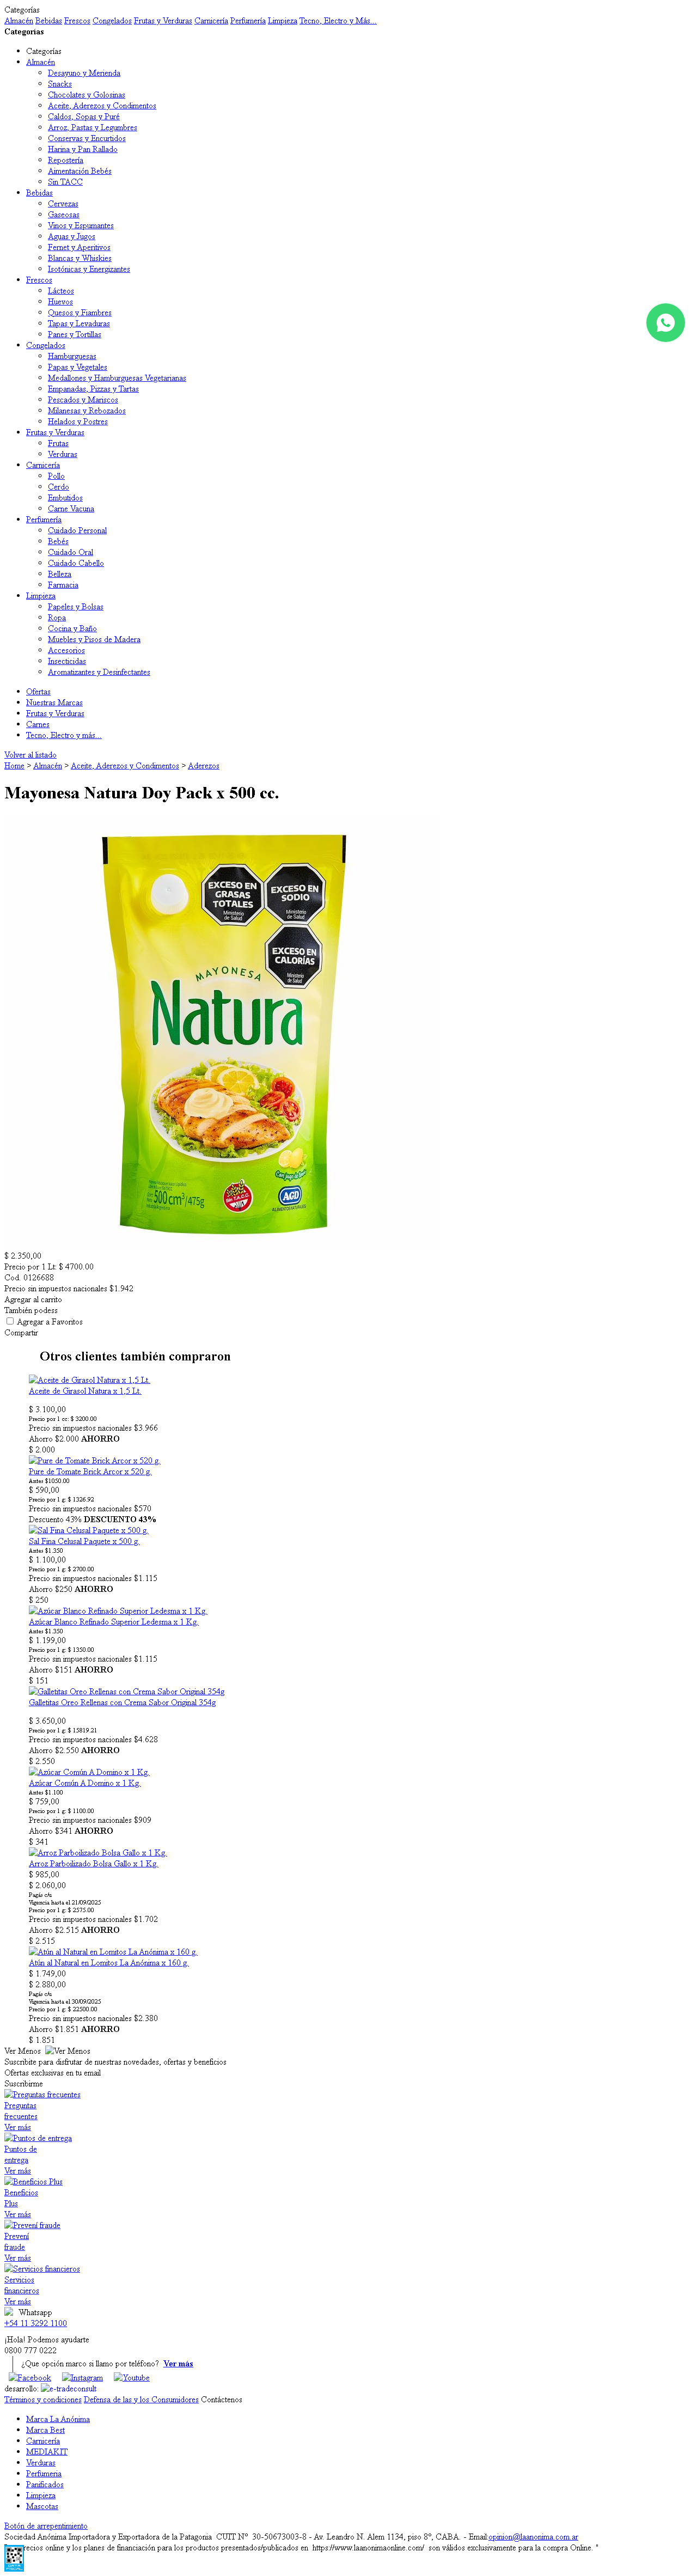 Categorías
Almacén Bebidas Frescos Congelados Frutas y Verduras Carnicería Perfumería Limpieza Tecno, Electro y Más...
Categorias
Categorías
Almacén
Desayuno y Merienda
Snacks
Chocolates y Golosinas
Aceite, Aderezos y Condimentos
Caldos, Sopas y Puré
Arroz, Pastas y Legumbres
Conservas y Encurtidos
Harina y Pan Rallado
Repostería
Aimentación Bebés
Sin TACC
Bebidas
Cervezas
Gaseosas
Vinos y Espumantes
Aguas y Jugos
Fernet y Aperitivos
Blancas y Whiskies
Isotónicas y Energizantes
Frescos
Lácteos
Huevos
Quesos y Fiambres
Tapas y Levaduras
Panes y Tortillas
Congelados
Hamburguesas
Papas y Vegetales
Medallones y Hamburguesas Vegetarianas
Empanadas, Pizzas y Tartas
Pescados y Mariscos
Milanesas y Rebozados
Helados y Postres
Frutas y Verduras
Frutas
Verduras
Carnicería
Pollo
Cerdo
Embutidos
Carne Vacuna
Perfumería
Cuidado Personal
Bebés
Cuidado Oral
Cuidado Cabello
Belleza
Farmacia
Limpieza
Papeles y Bolsas
Ropa
Cocina y Baño
Muebles y Pisos de Madera
Accesorios
Insecticidas
Aromatizantes y Desinfectantes
Ofertas
Nuestras Marcas
Frutas y Verduras
Carnes
Tecno, Electro y más...
Volver al listado
Home > Almacén > Aceite, Aderezos y Condimentos > Aderezos
Mayonesa Natura Doy Pack x 500 cc.
EXCESO EN GRASAS TOTALES
Ministerio de Salud
EXCESO EN SODIO
Ministerio de Salud
EXCESO EN CALORÍAS
Ministerio de Salud
MAYONESA
Natura
Con jugo de limón
500 cm³/475g
SIN T.A.C.C.
AGD
ALIMENTOS NATURALES
$ 2.350,00
Precio por 1 Lt: $ 4700.00
Cod. 0126688
Precio sin impuestos nacionales $1.942
Agregar al carrito
También podess
Agregar a Favoritos
Compartir
Otros clientes también compraron
Aceite de Girasol Natura x 1,5 Lt.
Aceite de Girasol Natura x 1,5 Lt.
$ 3.100,00
Precio por 1 cc: $ 3200.00
Precio sin impuestos nacionales $3.966
Ahorro $2.000 AHORRO
$ 2.000
Pure de Tomate Brick Arcor x 520 g.
Pure de Tomate Brick Arcor x 520 g.
Antes $1050.00
$ 590,00
Precio por 1 g: $ 1326.92
Precio sin impuestos nacionales $570
Descuento 43% DESCUENTO 43%
Sal Fina Celusal Paquete x 500 g.
Sal Fina Celusal Paquete x 500 g.
Antes $1.350
$ 1.100,00
Precio por 1 g: $ 2700.00
Precio sin impuestos nacionales $1.115
Ahorro $250 AHORRO
$ 250
Azúcar Blanco Refinado Superior Ledesma x 1 Kg.
Azúcar Blanco Refinado Superior Ledesma x 1 Kg.
Antes $1.350
$ 1.199,00
Precio por 1 g: $ 1350.00
Precio sin impuestos nacionales $1.115
Ahorro $151 AHORRO
$ 151
Galletitas Oreo Rellenas con Crema Sabor Original 354g
Galletitas Oreo Rellenas con Crema Sabor Original 354g
$ 3.650,00
Precio por 1 g: $ 15819.21
Precio sin impuestos nacionales $4.628
Ahorro $2.550 AHORRO
$ 2.550
Azúcar Común A Domino x 1 Kg.
Azúcar Común A Domino x 1 Kg.
Antes $1.100
$ 759,00
Precio por 1 g: $ 1100.00
Precio sin impuestos nacionales $909
Ahorro $341 AHORRO
$ 341
Arroz Parboilizado Bolsa Gallo x 1 Kg.
Arroz Parboilizado Bolsa Gallo x 1 Kg.
$ 985,00
$ 2.060,00
Pagás c/u
Vigencia hasta el 21/09/2025
Precio por 1 g: $ 2575.00
Precio sin impuestos nacionales $1.702
Ahorro $2.515 AHORRO
$ 2.515
Atún al Natural en Lomitos La Anónima x 160 g.
Atún al Natural en Lomitos La Anónima x 160 g.
$ 1.749,00
$ 2.880,00
Pagás c/u
Vigencia hasta el 30/09/2025
Precio por 1 g: $ 22500.00
Precio sin impuestos nacionales $2.380
Ahorro $1.851 AHORRO
$ 1.851
Ver Menos Ver Menos
Suscribite para disfrutar de nuestras novedades, ofertas y beneficios
Ofertas exclusivas en tu email
Suscribirme
Preguntas frecuentes
Preguntas
frecuentes
Ver más
Puntos de entrega
Puntos de
entrega
Ver más
Beneficios Plus
Beneficios
Plus
Ver más
Prevení fraude
Prevení
fraude
Ver más
Servicios financieros
Servicios
financieros
Ver más
Whatsapp
+54 11 3292 1100
¡Hola! Podemos ayudarte
0800 777 0222
¿Que opción marco si llamo por teléfono? Ver más
Facebook Instagram Youtube
desarrollo: e-tradeconsult
Términos y condiciones Defensa de las y los Consumidores Contáctenos
Marca La Anónima
Marca Best
Carnicería
MEDIAKIT
Verduras
Perfumeria
Panificados
Limpieza
Mascotas
Botón de arrepentimiento
Sociedad Anónima Importadora y Exportadora de la Patagonia CUIT Nº 30-50673003-8 - Av. Leandro N. Alem 1134, piso 8º, CABA. - Email:opinion@laanonima.com.ar
precios online y los planes de financiación para los productos presentados/publicados en https://www.laanonimaonline.com/ son válidos exclusivamente para la compra Online. "